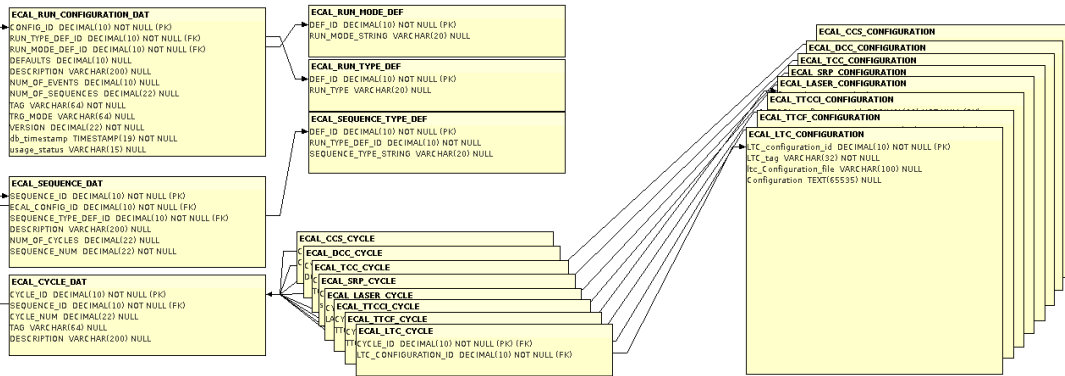 ECAL_RUN_CONFIGURATION_DAT
CONFIG_ID DECIMAL(10) NOT NULL (PK)
RUN_TYPE_DEF_ID DECIMAL(10) NOT NULL (FK)
RUN_MODE_DEF_ID DECIMAL(10) NOT NULL (FK)
DEFAULTS DECIMAL(10) NULL
DESCRIPTION VARCHAR(200) NULL
NUM_OF_EVENTS DECIMAL(10) NULL
NUM_OF_SEQUENCES DECIMAL(22) NULL
TAG VARCHAR(64) NOT NULL
TRG_MODE VARCHAR(64) NULL
VERSION DECIMAL(22) NOT NULL
db_timestamp TIMESTAMP(19) NOT NULL
usage_status VARCHAR(15) NULL
ECAL_SEQUENCE_DAT
SEQUENCE_ID DECIMAL(10) NOT NULL (PK)
ECAL_CONFIG_ID DECIMAL(10) NOT NULL (FK)
SEQUENCE_TYPE_DEF_ID DECIMAL(10) NOT NULL (FK)
DESCRIPTION VARCHAR(200) NULL
NUM_OF_CYCLES DECIMAL(22) NULL
SEQUENCE_NUM DECIMAL(22) NOT NULL
ECAL_CYCLE_DAT
CYCLE_ID DECIMAL(10) NOT NULL (PK)
SEQUENCE_ID DECIMAL(10) NOT NULL (FK)
CYCLE_NUM DECIMAL(22) NULL
TAG VARCHAR(64) NULL
DESCRIPTION VARCHAR(200) NULL
ECAL_RUN_MODE_DEF
DEF_ID DECIMAL(10) NOT NULL (PK)
RUN_MODE_STRING VARCHAR(20) NULL
ECAL_RUN_TYPE_DEF
DEF_ID DECIMAL(10) NOT NULL (PK)
RUN_TYPE VARCHAR(20) NULL
ECAL_SEQUENCE_TYPE_DEF
DEF_ID DECIMAL(10) NOT NULL (PK)
RUN_TYPE_DEF_ID DECIMAL(10) NOT NULL
SEQUENCE_TYPE_STRING VARCHAR(20) NULL
ECAL_CCS_CYCLE
ECAL_DCC_CYCLE
ECAL_TCC_CYCLE
ECAL_SRP_CYCLE
ECAL_LASER_CYCLE
ECAL_TTCCI_CYCLE
ECAL_TTCF_CYCLE
ECAL_LTC_CYCLE
CYCLE_ID DECIMAL(10) NOT NULL (PK) (FK)
LTC_CONFIGURATION_ID DECIMAL(10) NOT NULL (FK)
ECAL_CCS_CONFIGURATION
ECAL_DCC_CONFIGURATION
ECAL_TCC_CONFIGURATION
ECAL_SRP_CONFIGURATION
ECAL_LASER_CONFIGURATION
ECAL_TTCCI_CONFIGURATION
ECAL_TTCF_CONFIGURATION
ECAL_LTC_CONFIGURATION
LTC_configuration_id DECIMAL(10) NOT NULL (PK)
LTC_tag VARCHAR(32) NOT NULL
ltc_Configuration_file VARCHAR(100) NULL
Configuration TEXT(65535) NULL